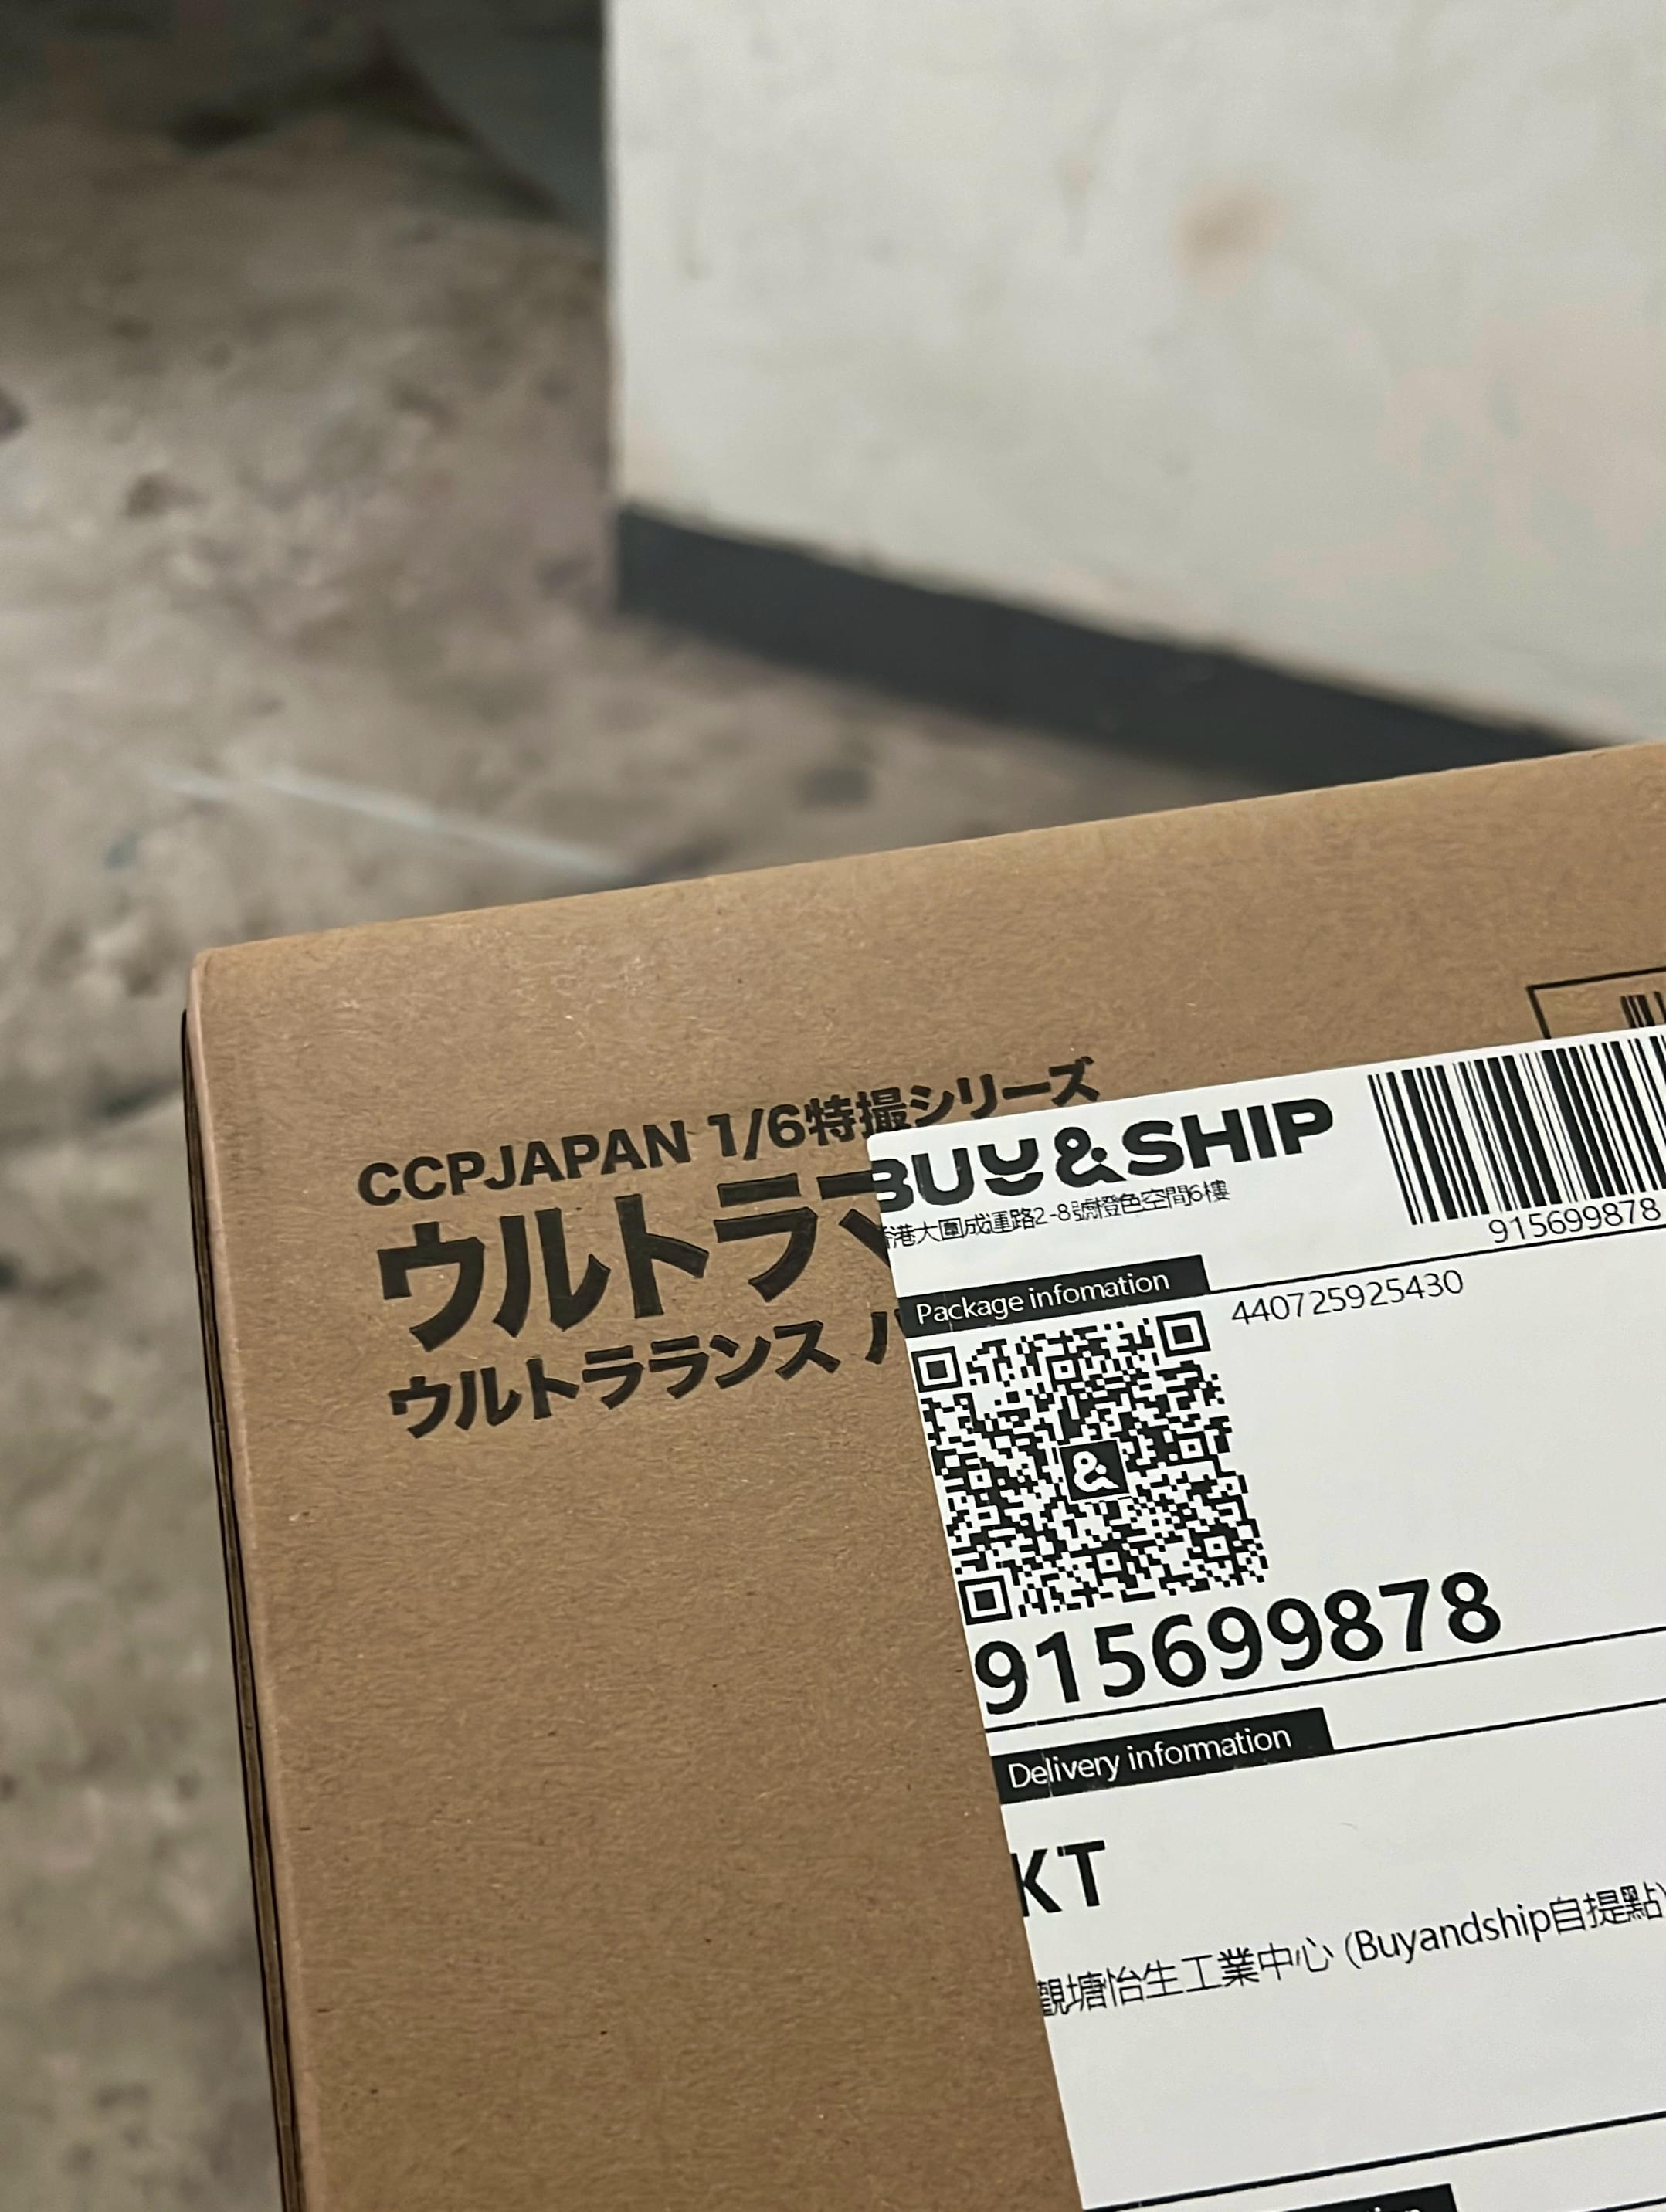 CCPJAPAN 1/6特撮シリーズ
ウルトラマ
ウルトラランス
BUY&SHIP
香港大圍成運路2-8號橙色空間6樓
915699878
Package infomation
440725925430
&
915699878
Delivery information
KT
觀塘怡生工業中心 (Buyandship自提點)